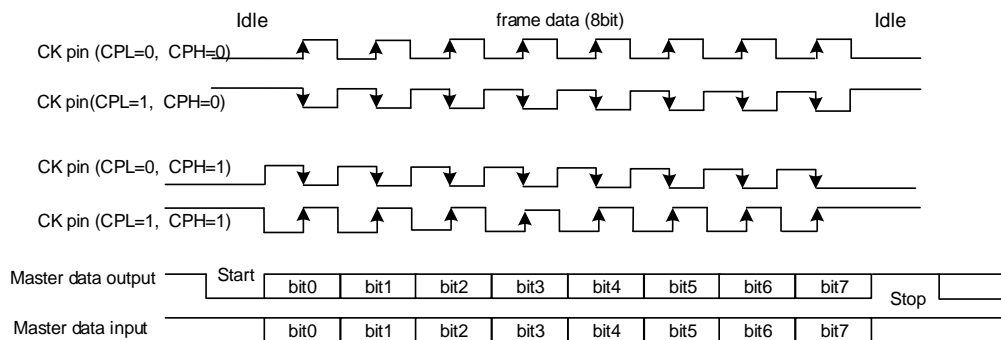 Idle frame data (8bit) Idle
CK pin (CPL=0, CPH=0)
CK pin(CPL=1, CPH=0)
CK pin (CPL=0, CPH=1)
CK pin (CPL=1, CPH=1)
Master data output Start bit0 bit1 bit2 bit3 bit4 bit5 bit6 bit7 Stop
Master data input bit0 bit1 bit2 bit3 bit4 bit5 bit6 bit7